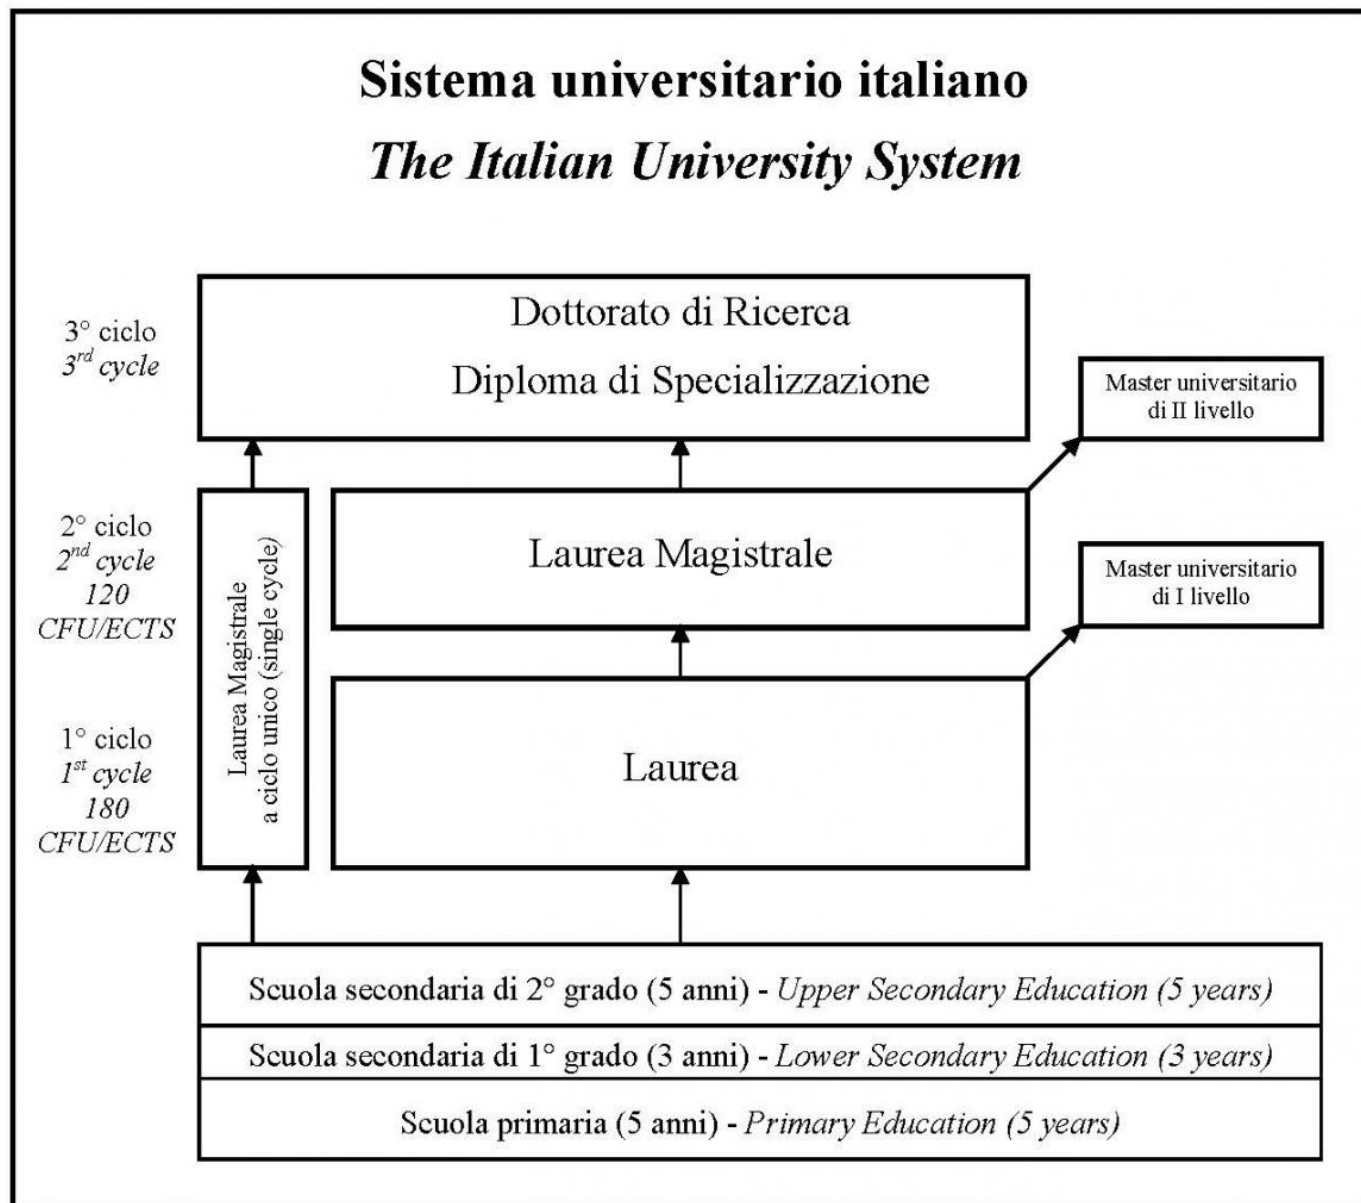 Sistema universitario italiano
The Italian University System
3° ciclo
3rd cycle
Dottorato di Ricerca
Diploma di Specializzazione
Master universitario
di II livello
2° ciclo
2nd cycle
120
CFU/ECTS
Laurea Magistrale
a ciclo unico (single cycle)
Laurea Magistrale
Master universitario
di I livello
1° ciclo
1st cycle
180
CFU/ECTS
Laurea
Scuola secondaria di 2° grado (5 anni) - Upper Secondary Education (5 years)
Scuola secondaria di 1° grado (3 anni) - Lower Secondary Education (3 years)
Scuola primaria (5 anni) - Primary Education (5 years)